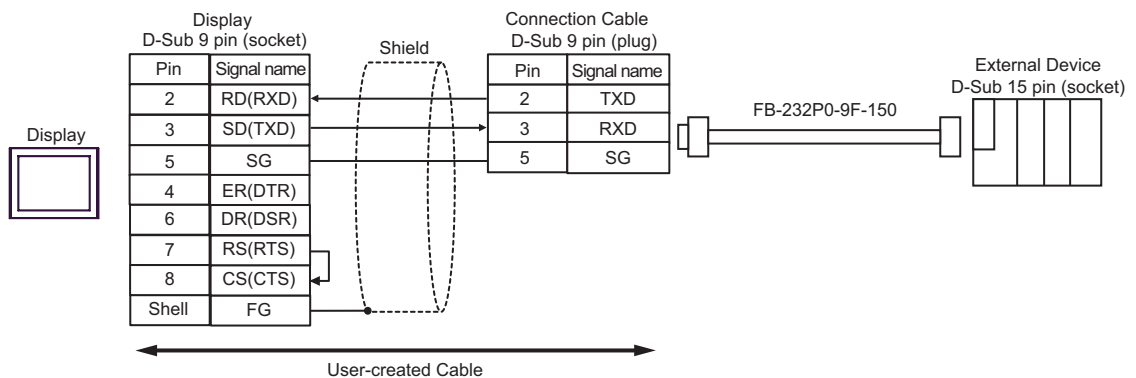 Display
D-Sub 9 pin (socket)
Shield
Connection Cable
D-Sub 9 pin (plug)
External Device
D-Sub 15 pin (socket)
Display
Pin Signal name
2 RD(RXD)
3 SD(TXD)
5 SG
4 ER(DTR)
6 DR(DSR)
7 RS(RTS)
8 CS(CTS)
Shell FG
Pin Signal name
2 TXD
3 RXD
5 SG
FB-232P0-9F-150
User-created Cable